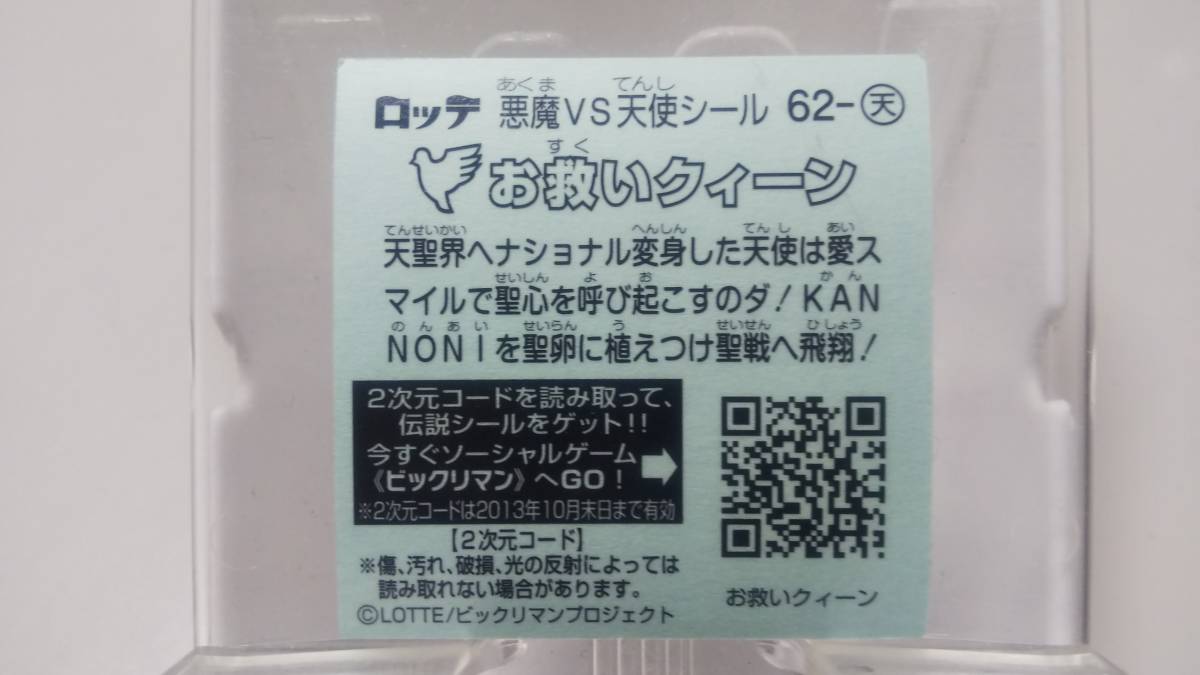 ロッテ 悪魔VS天使シール 62-㊝
あくま てんし
お救いクィーン
すく
てんせいかい へんしん てんし あい
天聖界へナショナル変身した天使は愛ス
せいしん よ お かん
マイルで聖心を呼び起こすのダ!KAN
のんあい せいらん う せいせん ひしょう
NONIを聖卵に植えつけ聖戦へ飛翔!
2次元コードを読み取って、
伝説シールをゲット!!
今すぐソーシャルゲーム
《ビックリマン》へGO!
※2次元コードは2013年10月末日まで有効
【2次元コード】
※傷、汚れ、破損、光の反射によっては
読み取れない場合があります。
©LOTTE/ビックリマンプロジェクト
お救いクィーン